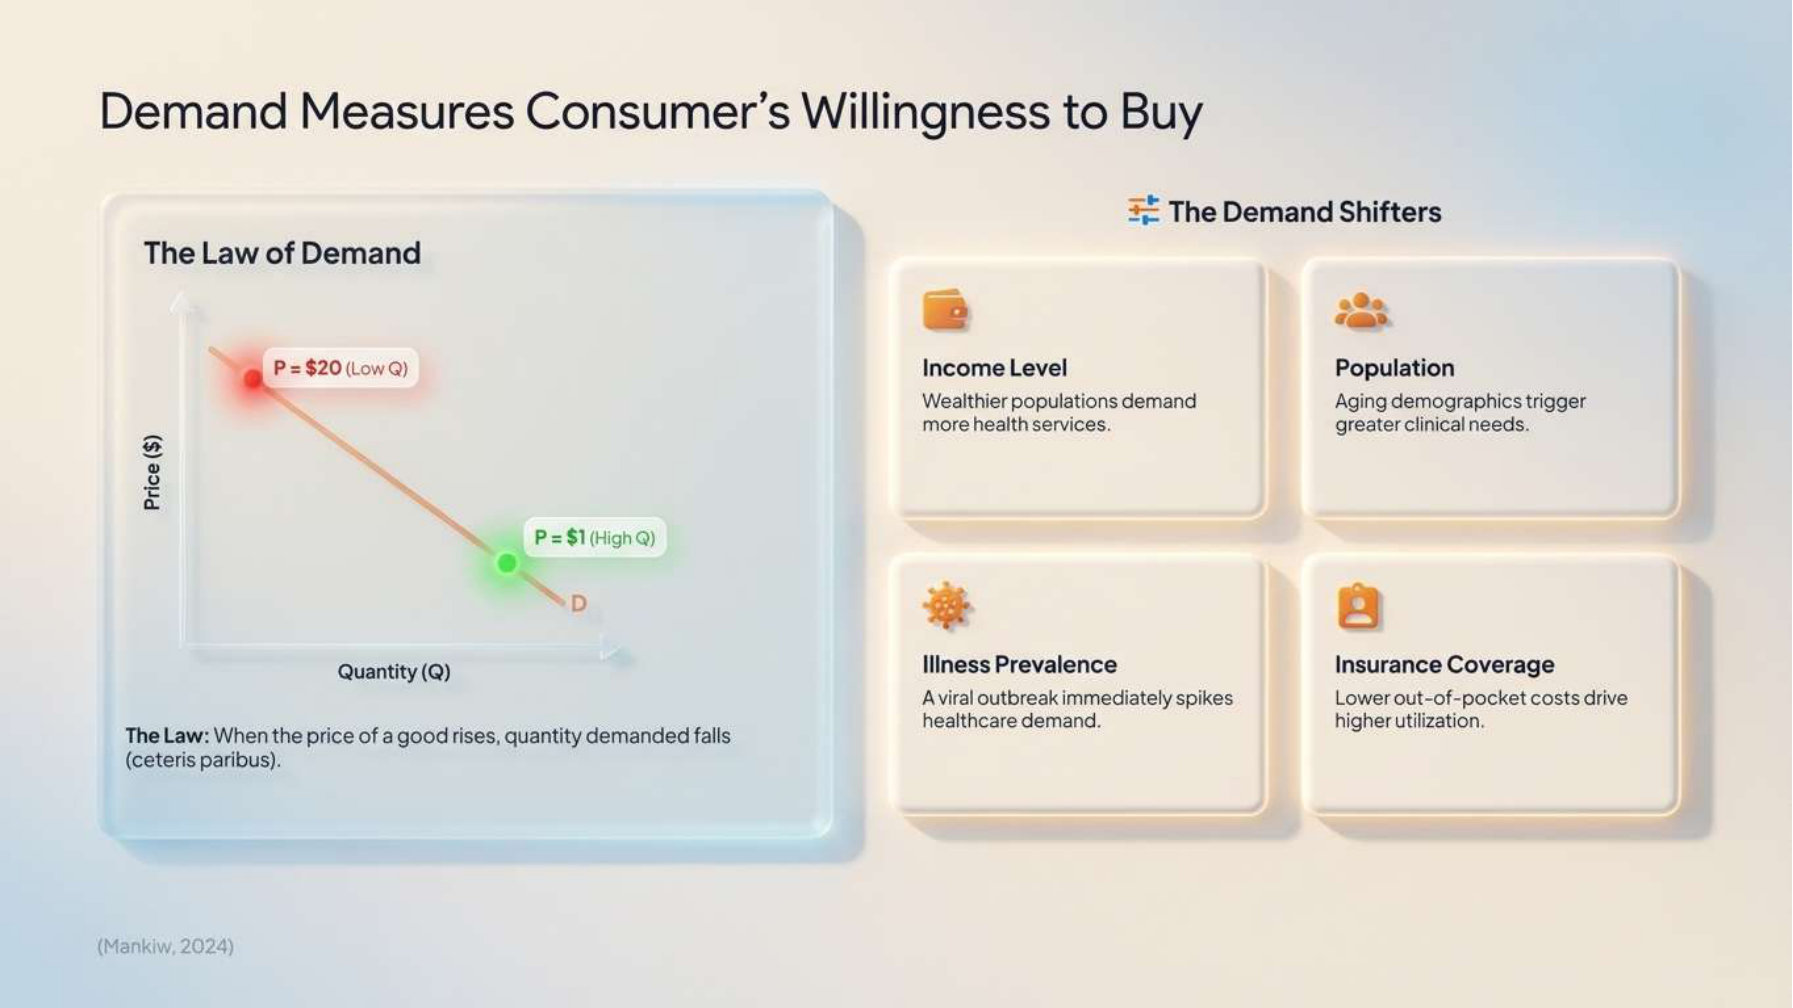 Demand Measures Consumer’s Willingness to Buy
The Law of Demand
P = $20 (Low Q)
Price ($)
P = $1 (High Q)
D
Quantity (Q)
The Law: When the price of a good rises, quantity demanded falls
(ceteris paribus).
The Demand Shifters
Income Level
Wealthier populations demand
more health services.
Population
Aging demographics trigger
greater clinical needs.
Illness Prevalence
A viral outbreak immediately spikes
healthcare demand.
Insurance Coverage
Lower out-of-pocket costs drive
higher utilization.
(Mankiw, 2024)